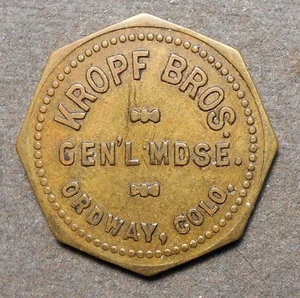 KROPF BROS.
GEN'L MDSE.
ORDWAY, COLO.